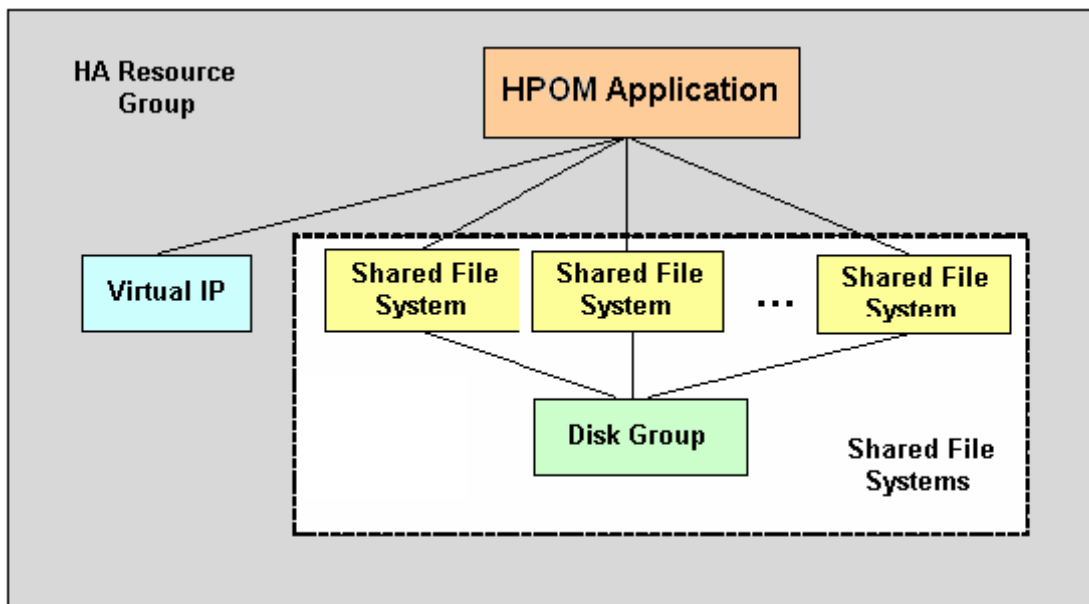 HA Resource
Group
HPOM Application
Virtual IP
Shared File
System
Shared File
System
...
Shared File
System
Disk Group
Shared File
Systems